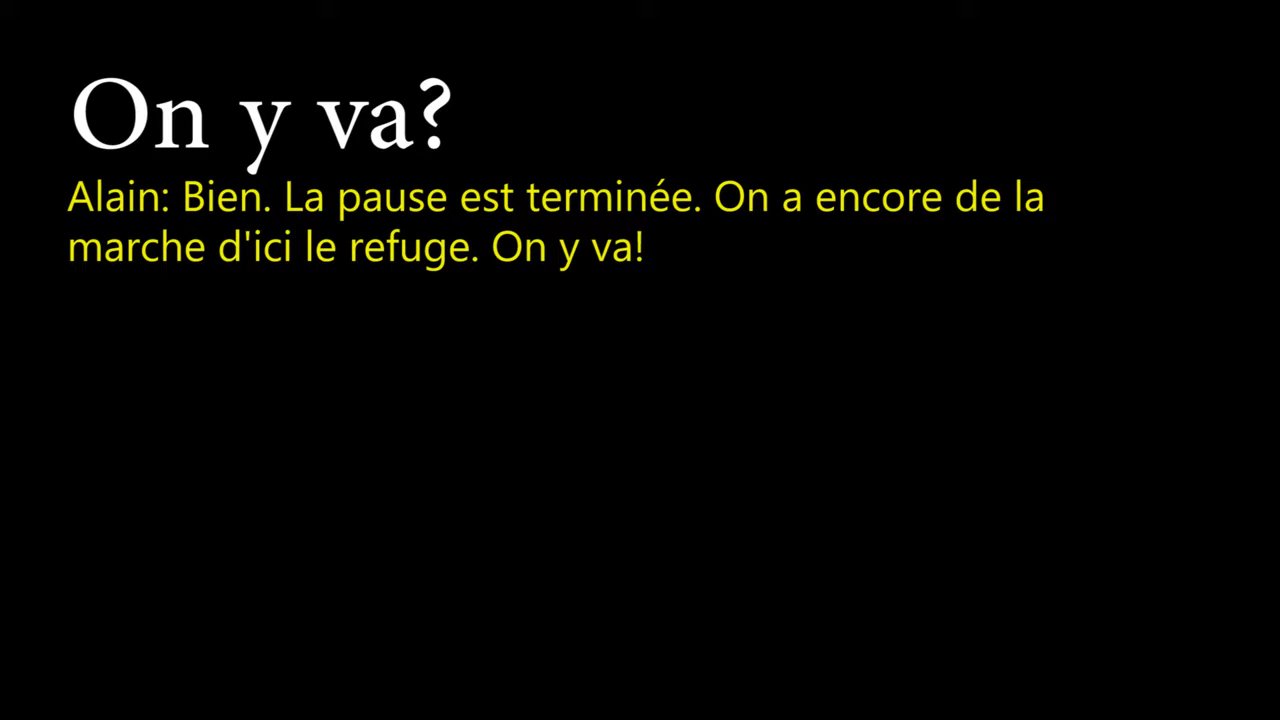 On y va?
Alain: Bien. La pause est terminée. On a encore de la
marche d'ici le refuge. On y va!